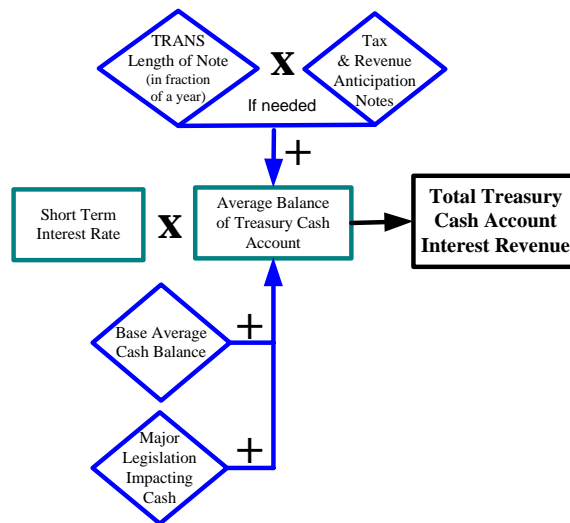 TRANS
Length of Note
(in fraction
of a year)
X
Tax
& Revenue
Anticipation
Notes
If needed
+
Short Term
Interest Rate
X
Average Balance
of Treasury Cash
Account
Total Treasury
Cash Account
Interest Revenue
Base Average
Cash Balance
+
Major
Legislation
Impacting
Cash
+